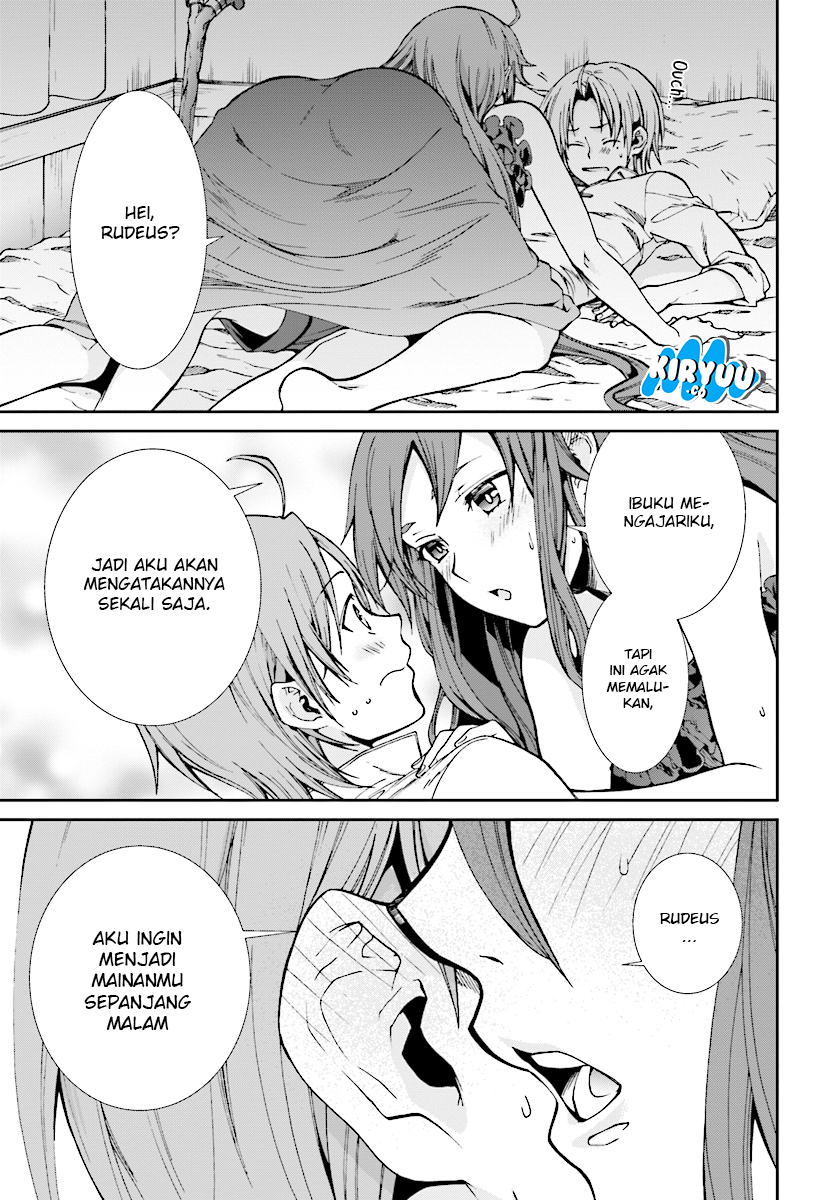 Ouch...
HEI,
RUDEUS?
KIRYUU
.CO
IBUKU ME-
NGAJARIKU,
TAPI
INI AGAK
MEMALU-
KAN,
JADI AKU AKAN
MENGATAKANNYA
SEKALI SAJA.
RUDEUS
...
AKU INGIN
MENJADI
MAINANMU
SEPANJANG
MALAM